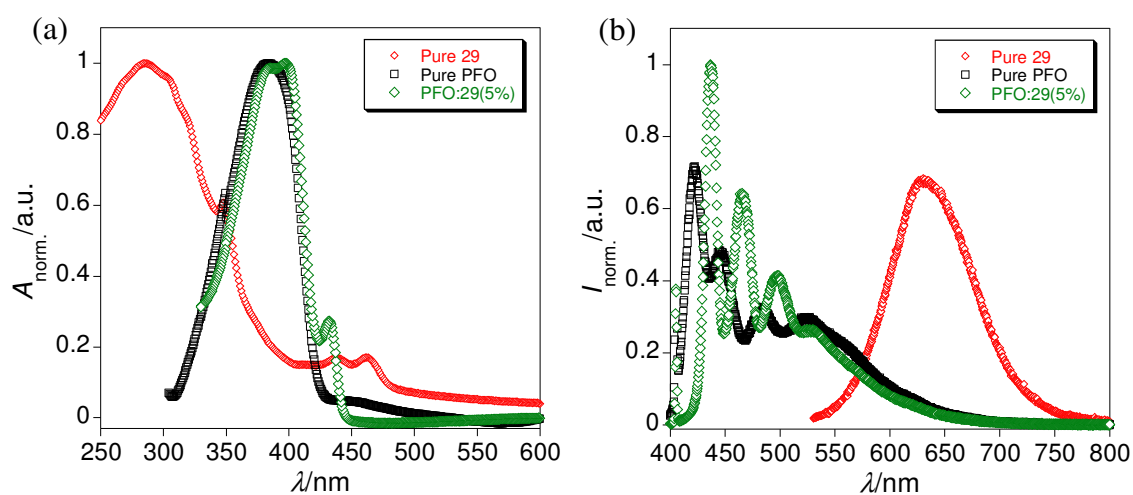 (a)
Pure 29
Pure PFO
PFO:29(5%)
1
0.8
0.6
0.4
0.2
0
A norm./a.u.
250 300 350 400 450 500 550 600
λ/nm
(b)
Pure 29
Pure PFO
PFO:29(5%)
1
0.8
0.6
0.4
0.2
0
I norm./a.u.
400 450 500 550 600 650 700 750 800
λ/nm